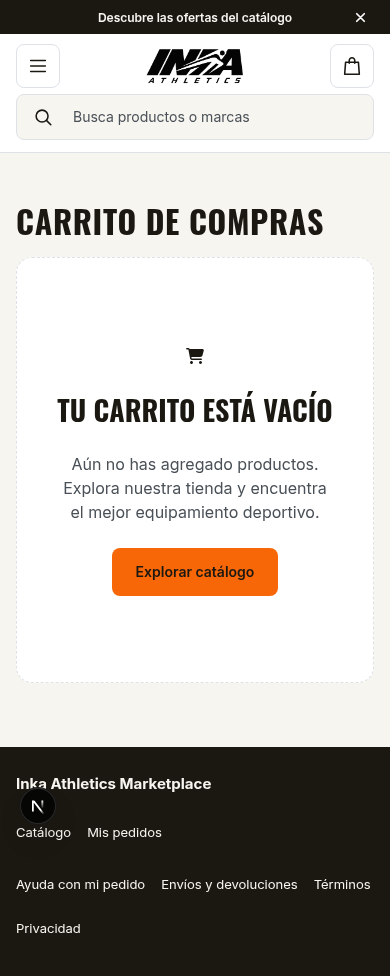 Descubre las ofertas del catálogo
INKA
ATHLETICS
Busca productos o marcas
CARRITO DE COMPRAS
TU CARRITO ESTÁ VACÍO
Aún no has agregado productos.
Explora nuestra tienda y encuentra
el mejor equipamiento deportivo.
Explorar catálogo
Inka Athletics Marketplace
N
Catálogo Mis pedidos
Ayuda con mi pedido Envíos y devoluciones Términos
Privacidad